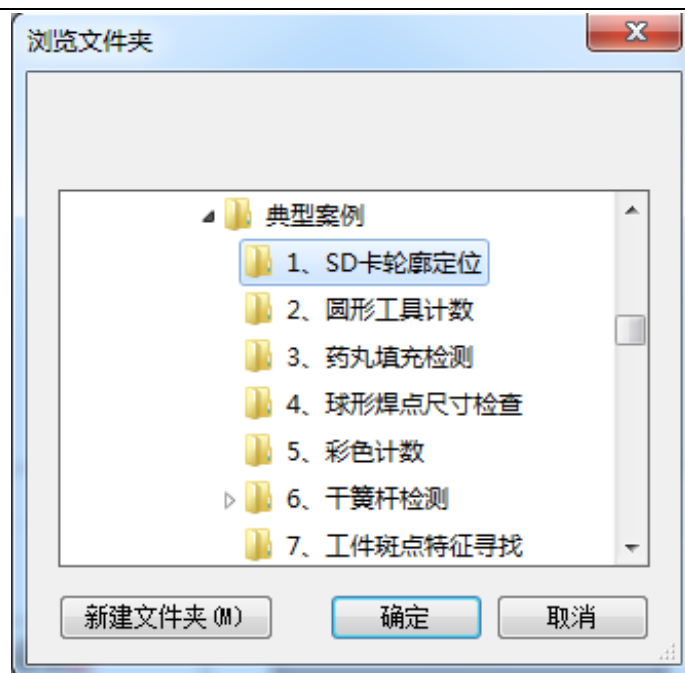 浏览文件夹
典型案例
1、SD卡轮廓定位
2、圆形工具计数
3、药丸填充检测
4、球形焊点尺寸检查
5、彩色计数
6、干簧杆检测
7、工件斑点特征寻找
新建文件夹(M) 确定 取消